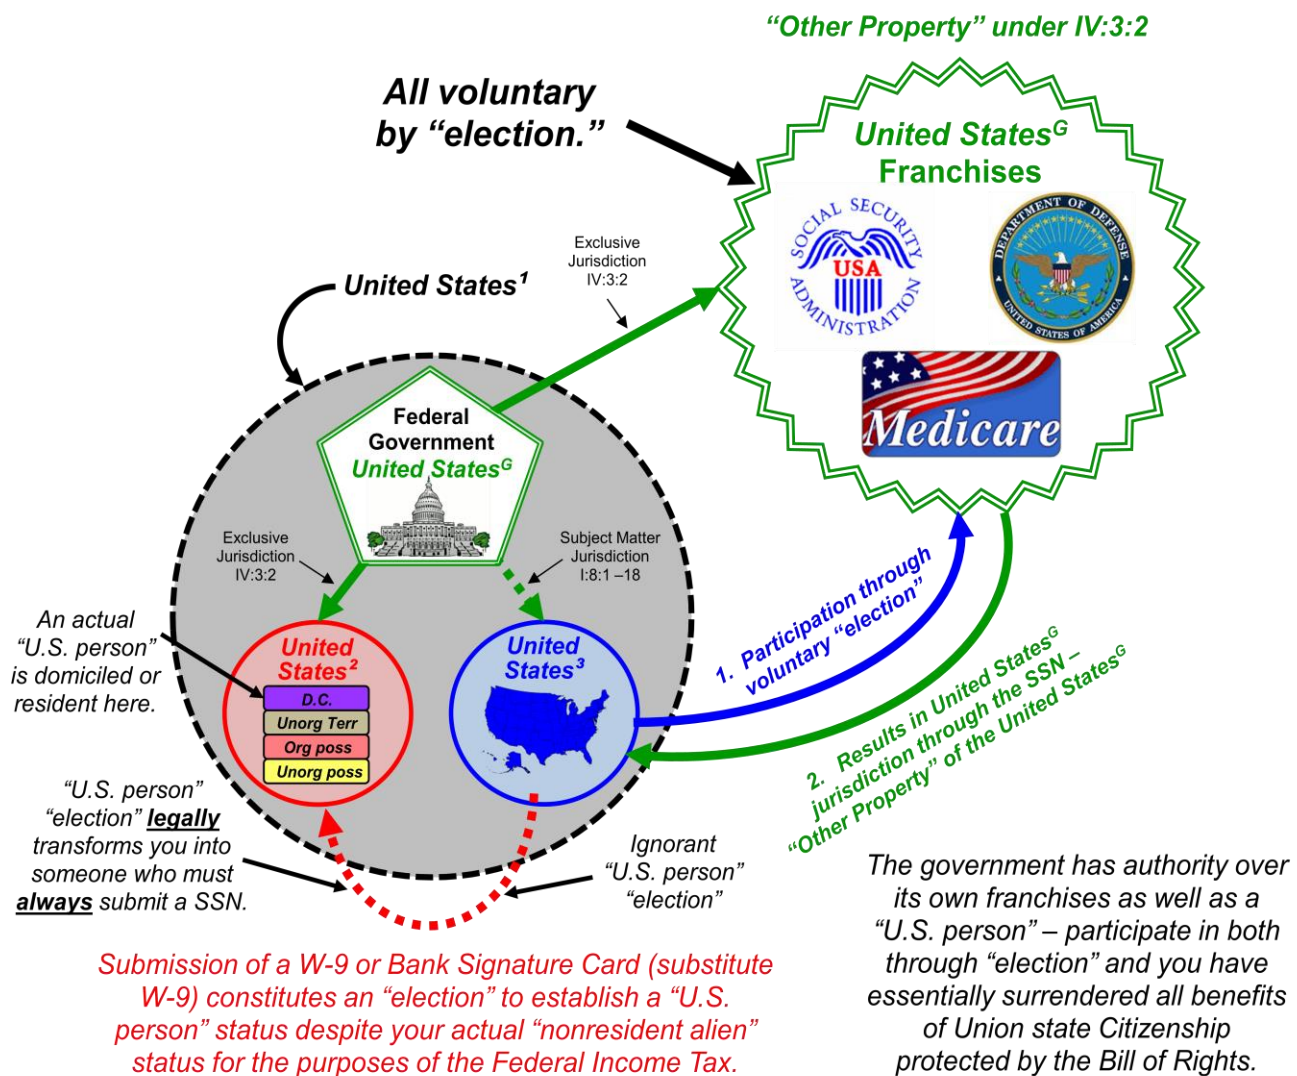 “Other Property” under IV:3:2
All voluntary
by “election.”
United Statesᴳ
Franchises
SOCIAL SECURITY
ADMINISTRATION
USA
DEPARTMENT OF DEFENSE
UNITED STATES OF AMERICA
Medicare
Exclusive
Jurisdiction
IV:3:2
United States¹
Federal
Government
United Statesᴳ
Exclusive
Jurisdiction
IV:3:2
Subject Matter
Jurisdiction
I:8:1 –18
An actual
“U.S. person”
is domiciled or
resident here.
United
States²
D.C.
Unorg Terr
Org poss
Unorg poss
United
States³
1. Participation through
voluntary “election”
2. Results in United Statesᴳ
jurisdiction through the SSN –
“Other Property” of the United Statesᴳ
“U.S. person”
“election” legally
transforms you into
someone who must
always submit a SSN.
Ignorant
“U.S. person”
“election”
Submission of a W-9 or Bank Signature Card (substitute
W-9) constitutes an “election” to establish a “U.S.
person” status despite your actual “nonresident alien”
status for the purposes of the Federal Income Tax.
The government has authority over
its own franchises as well as a
“U.S. person” – participate in both
through “election” and you have
essentially surrendered all benefits
of Union state Citizenship
protected by the Bill of Rights.